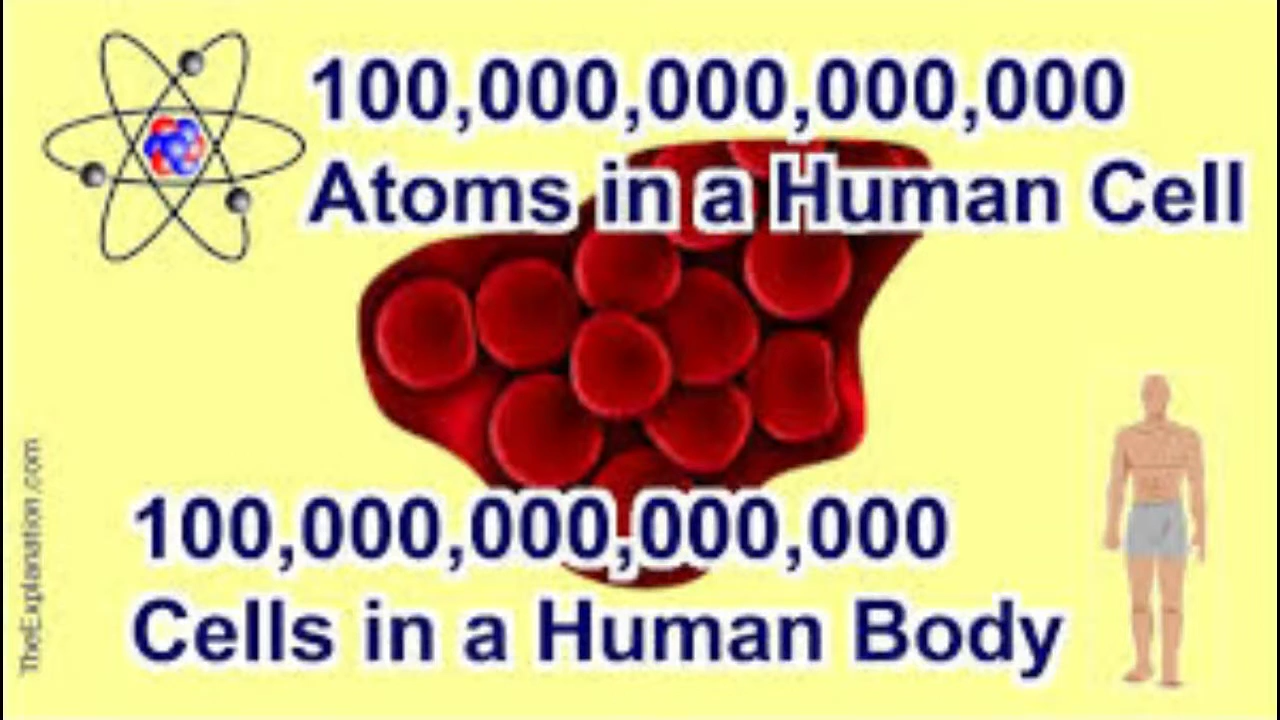 100,000,000,000,000
Atoms in a Human Cell
100,000,000,000,000
Cells in a Human Body
TheExplanation.com